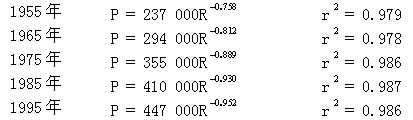 1955年 P = 237 000R^-0.758 r^2 = 0.979
1965年 P = 294 000R^-0.812 r^2 = 0.978
1975年 P = 355 000R^-0.889 r^2 = 0.986
1985年 P = 410 000R^-0.930 r^2 = 0.987
1995年 P = 447 000R^-0.952 r^2 = 0.986